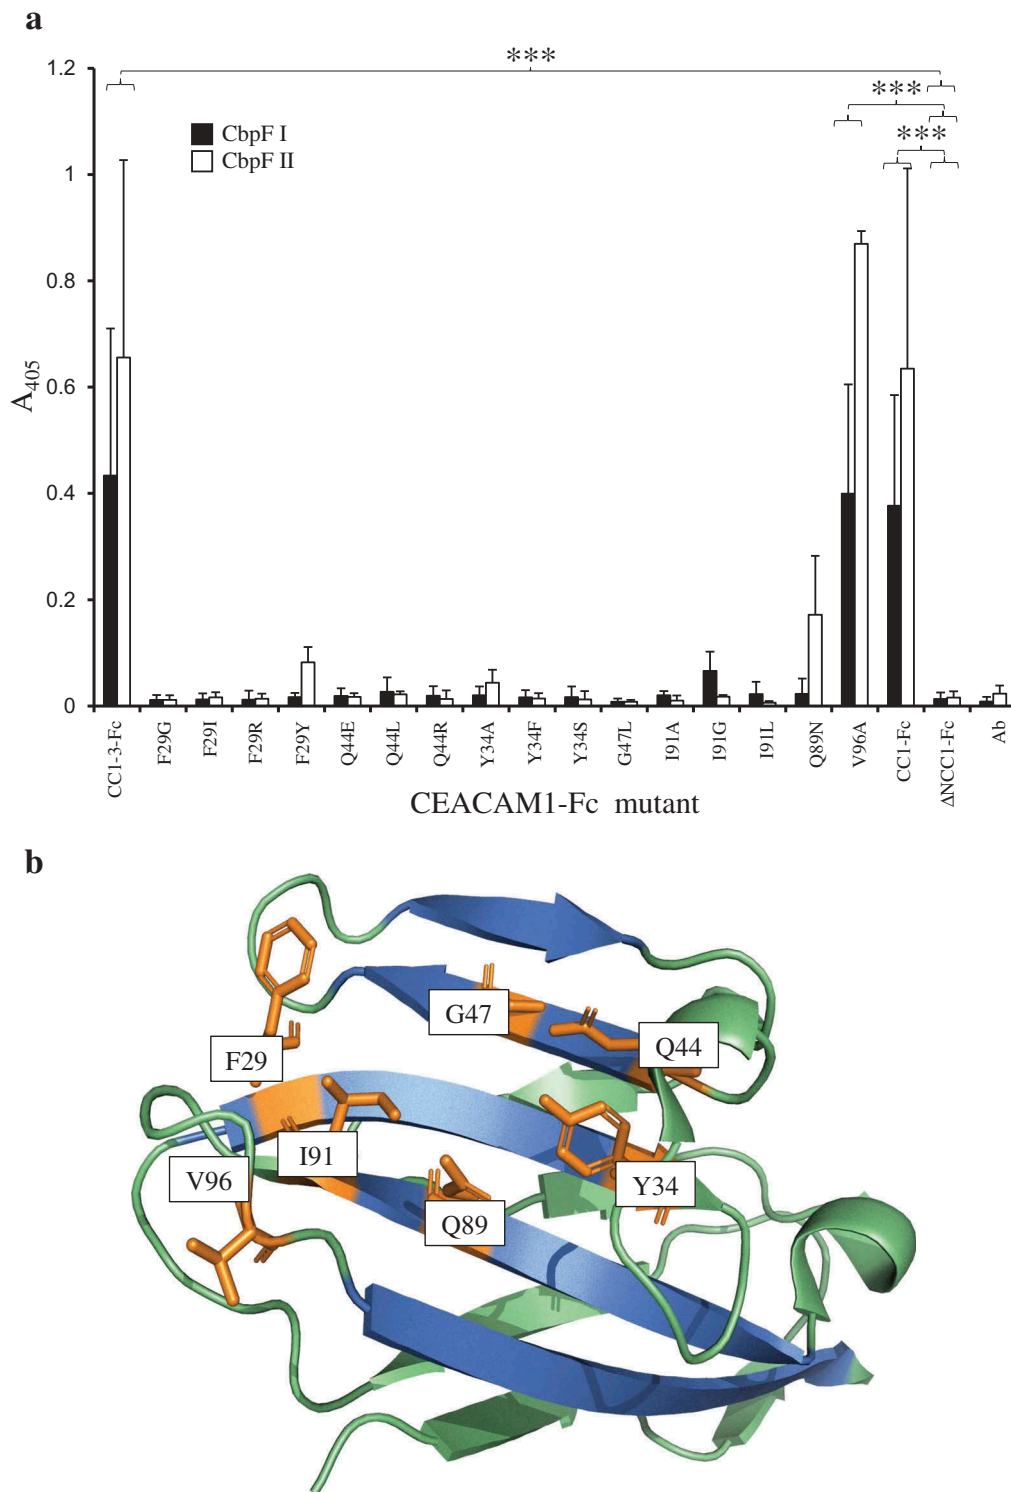 a
***
1.2
***
CbpF I
***
CbpF II
1
0.8
0.6
0.4
0.2
0
A405
CC1-3-Fc
F29G
F29I
F29R
F29Y
Q44E
Q44L
Q44R
Y34A
Y34F
Y34S
G47L
I91A
I91G
I91L
Q89N
V96A
CC1-Fc
ΔNCC1-Fc
Ab
CEACAM1-Fc mutant
b
G47
F29
Q44
I91
V96
Y34
Q89